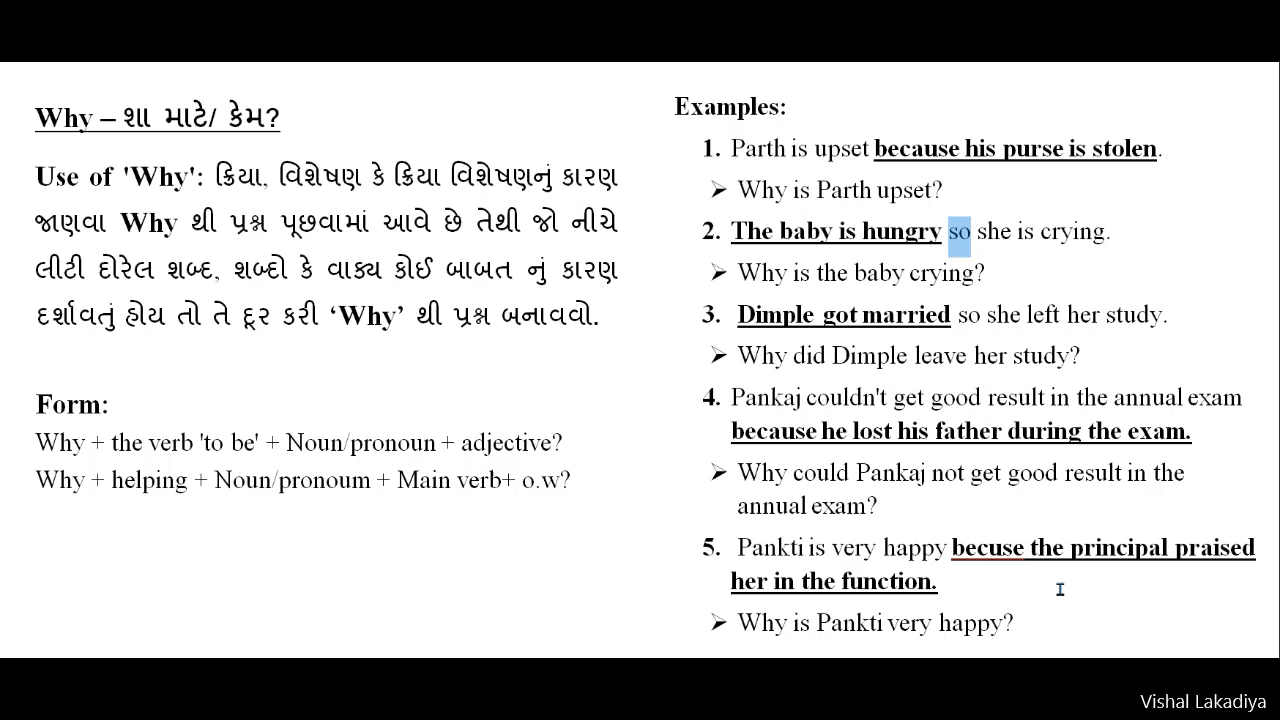 Why – શા માટે/ કેમ?
Use of 'Why': ક્રિયા, વિશેષણ કે ક્રિયા વિશેષણનું કારણ
જાણવા Why થી પ્રશ્ન પૂછવામાં આવે છે તેથી જો નીચે
લીટી દોરેલ શબ્દ, શબ્દો કે વાક્ય કોઈ બાબત નું કારણ
દર્શાવતું હોય તો તે દૂર કરી ‘Why’ થી પ્રશ્ન બનાવવો.
Form:
Why + the verb 'to be' + Noun/pronoun + adjective?
Why + helping + Noun/pronoum + Main verb+ o.w?
Examples:
1. Parth is upset because his purse is stolen.
➢ Why is Parth upset?
2. The baby is hungry so she is crying.
➢ Why is the baby crying?
3. Dimple got married so she left her study.
➢ Why did Dimple leave her study?
4. Pankaj couldn't get good result in the annual exam
because he lost his father during the exam.
➢ Why could Pankaj not get good result in the
annual exam?
5. Pankti is very happy becuse the principal praised
her in the function.
➢ Why is Pankti very happy?
Vishal Lakadiya